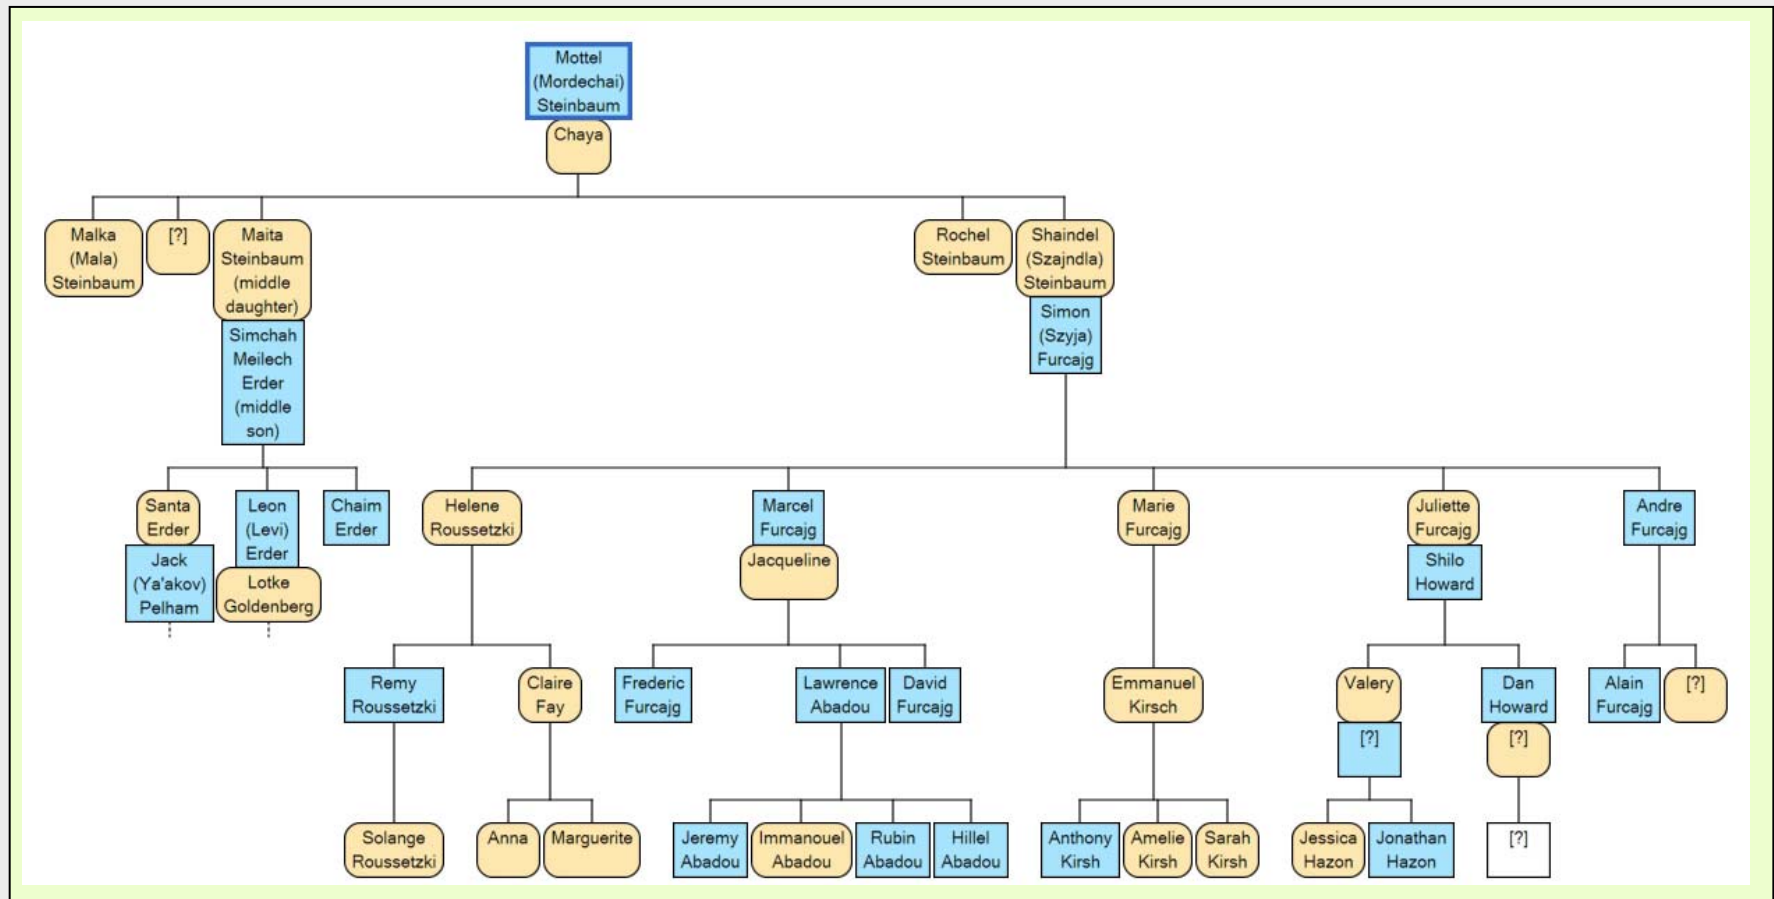 Mottel
(Mordechai)
Steinbaum
Chaya
Malka
(Mala)
Steinbaum
[?]
Maita
Steinbaum
(middle
daughter)
Simchah
Meilech
Erder
(middle
son)
Rochel
Steinbaum
Shaindel
(Szajndla)
Steinbaum
Simon
(Szyja)
Furcajg
Santa
Erder
Jack
(Ya'akov)
Pelham
Leon
(Levi)
Erder
Lotke
Goldenberg
Chaim
Erder
Helene
Roussetzki
Marcel
Furcajg
Jacqueline
Marie
Furcajg
Juliette
Furcajg
Shilo
Howard
Andre
Furcajg
Remy
Roussetzki
Claire
Fay
Frederic
Furcajg
Lawrence
Abadou
David
Furcajg
Emmanuel
Kirsch
Valery
[?]
Dan
Howard
[?]
Alain
Furcajg
[?]
Solange
Roussetzki
Anna
Marguerite
Jeremy
Abadou
Immanouel
Abadou
Rubin
Abadou
Hillel
Abadou
Anthony
Kirsh
Amelie
Kirsh
Sarah
Kirsh
Jessica
Hazon
Jonathan
Hazon
[?]